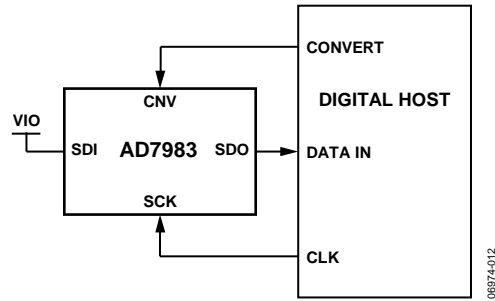 CONVERT
CNV
DIGITAL HOST
VIO
SDI AD7983 SDO DATA IN
SCK
CLK
06974-012